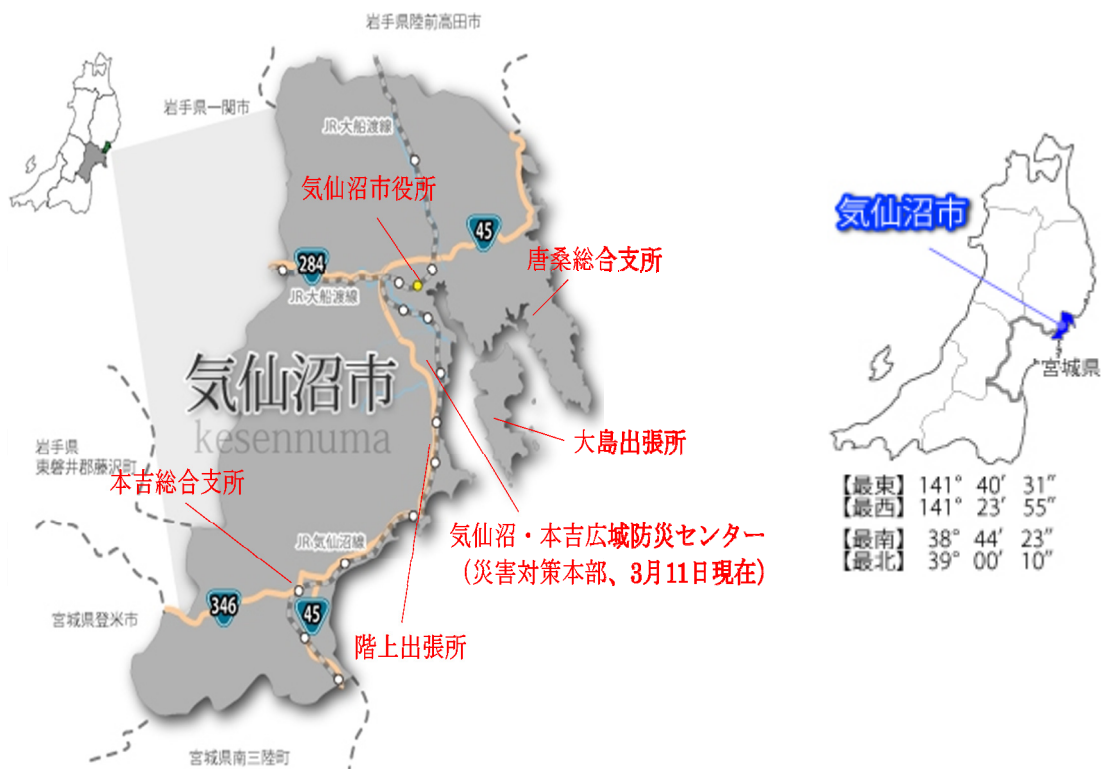 岩手県陸前高田市
岩手県一関市
JR大船渡線
気仙沼市役所
45
唐桑総合支所
284
JR大船渡線
気仙沼市
kesennuma
大島出張所
岩手県
東磐井郡藤沢町
本吉総合支所
気仙沼・本吉広域防災センター
(災害対策本部、3月11日現在)
JR気仙沼線
346
45
宮城県登米市
階上出張所
宮城県南三陸町
気仙沼市
宮城県
【最東】 141° 40′ 31″
【最西】 141° 23′ 55″
【最南】 38° 44′ 23″
【最北】 39° 00′ 10″